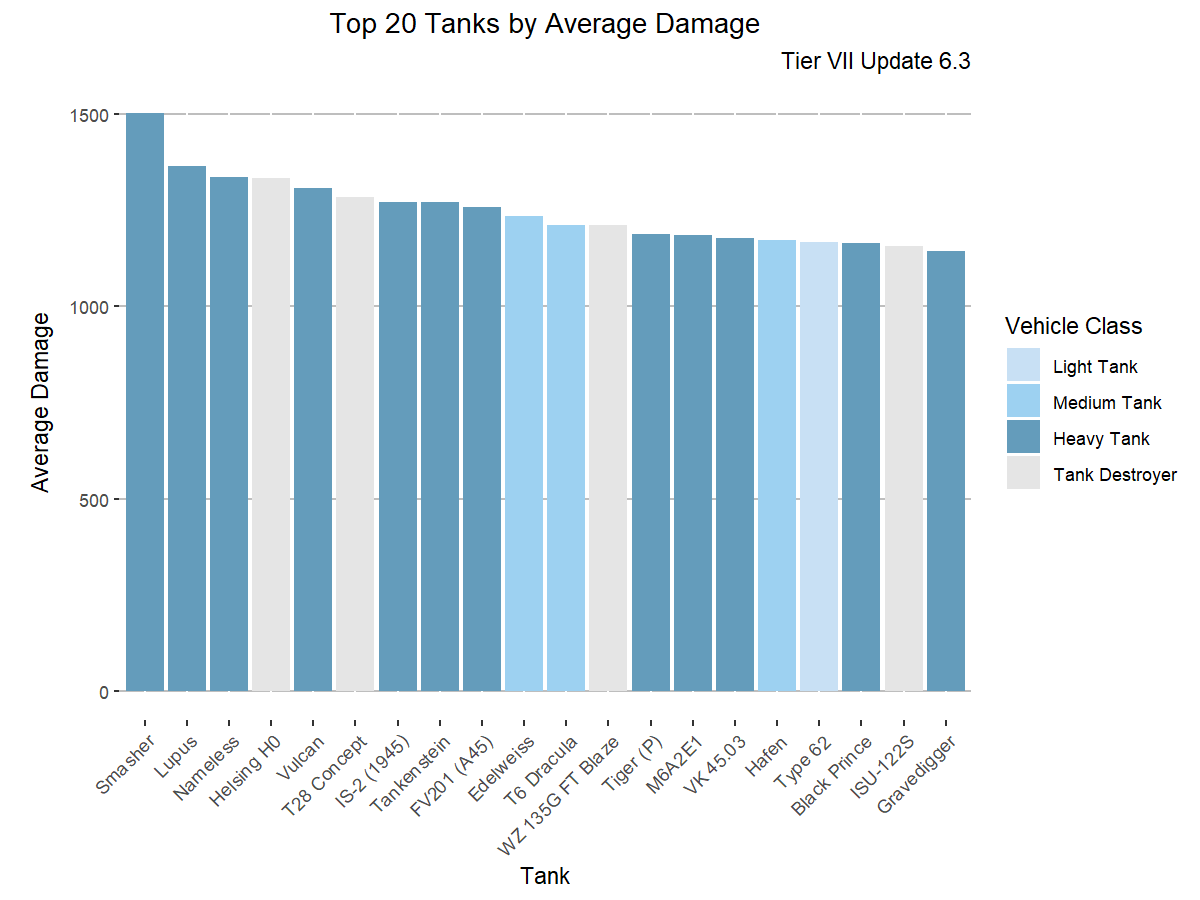 Top 20 Tanks by Average Damage
Tier VII Update 6.3
1500
1000
500
0
Average Damage
Smasher
Lupus
Nameless
Helsing H0
Vulcan
T28 Concept
IS-2 (1945)
Tankenstein
FV201 (A45)
Edelweiss
T6 Dracula
WZ 135G FT Blaze
Tiger (P)
M6A2E1
VK 45.03
Hafen
Type 62
Black Prince
ISU-122S
Gravedigger
Tank
Vehicle Class
Light Tank
Medium Tank
Heavy Tank
Tank Destroyer